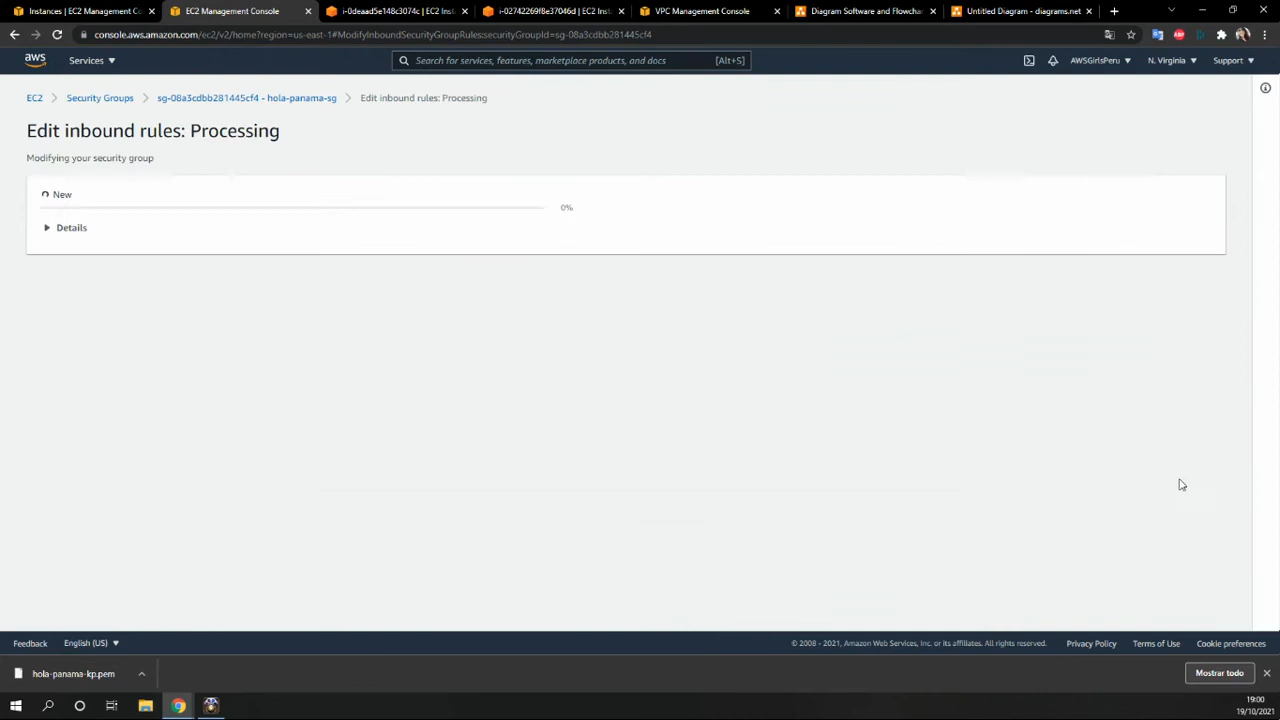 Instances | EC2 Management Co
EC2 Management Console
i-0deaad5e148c3074c | EC2 Inst
i-02742269f8e37046d | EC2 Inst
VPC Management Console
Diagram Software and Flowchar
Untitled Diagram - diagrams.net
console.aws.amazon.com/ec2/v2/home?region=us-east-1#ModifyInboundSecurityGroupRules:securityGroupId=sg-08a3cdbb281445cf4
aws
Services
Search for services, features, marketplace products, and docs
[Alt+S]
AWSGirlsPeru
N. Virginia
Support
EC2
Security Groups
sg-08a3cdbb281445cf4 - hola-panama-sg
Edit inbound rules: Processing
Edit inbound rules: Processing
Modifying your security group
New
0%
Details
Feedback
English (US)
© 2008 - 2021, Amazon Web Services, Inc. or its affiliates. All rights reserved.
Privacy Policy
Terms of Use
Cookie preferences
hola-panama-kp.pem
Mostrar todo
19:00
19/10/2021